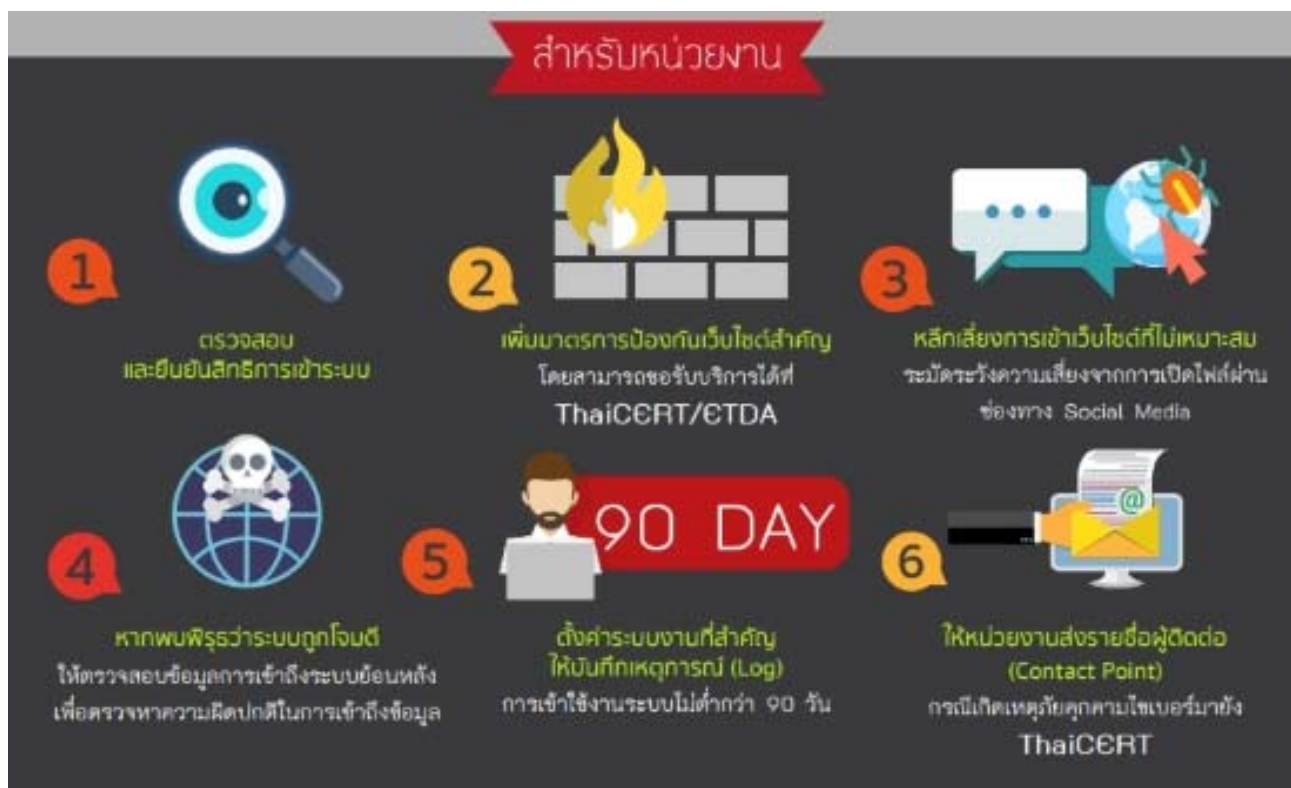 สำหรับหน่วยงาน
1
ตรวจสอบ
และยืนยันสิทธิการเข้าระบบ
2
เพิ่มมาตรการป้องกันเว็บไซต์สำคัญ
โดยสามารถขอรับบริการได้ที่
ThaiCERT/ETDA
3
หลีกเลี่ยงการเข้าเว็บไซต์ที่ไม่เหมาะสม
ระมัดระวังความเสี่ยงจากการเปิดไฟล์ผ่าน
ช่องทาง Social Media
4
หากพบพิรุธว่าระบบถูกโจมตี
ให้ตรวจสอบข้อมูลการเข้าถึงระบบย้อนหลัง
เพื่อตรวจหาความผิดปกติในการเข้าถึงข้อมูล
5
90 DAY
ตั้งค่าระบบงานที่สำคัญ
ให้บันทึกเหตุการณ์ (Log)
การเข้าใช้งานระบบไม่ต่ำกว่า 90 วัน
6
@
ให้หน่วยงานส่งรายชื่อผู้ติดต่อ
(Contact Point)
กรณีเกิดเหตุภัยคุกคามไซเบอร์มายัง
ThaiCERT